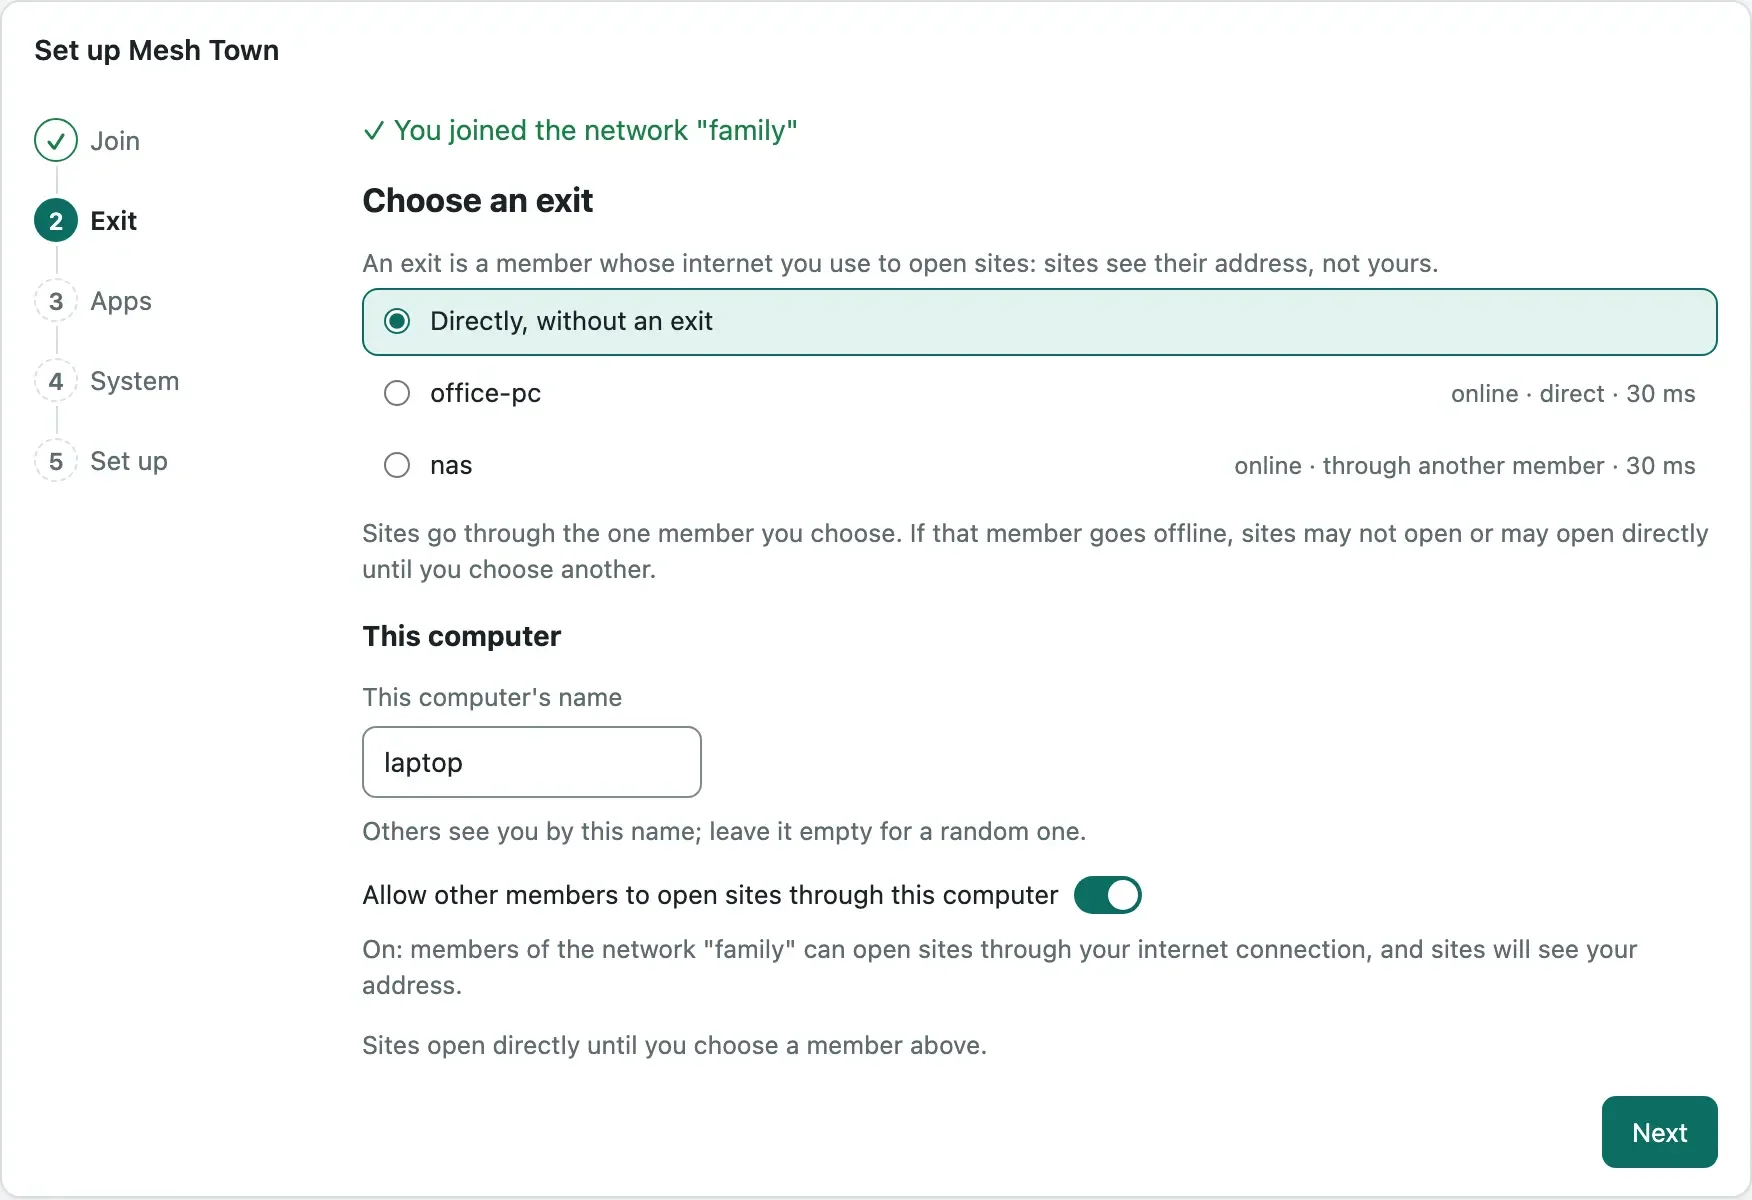 Set up Mesh Town
Join
2 Exit
3 Apps
4 System
5 Set up
✓ You joined the network "family"
Choose an exit
An exit is a member whose internet you use to open sites: sites see their address, not yours.
Directly, without an exit
office-pc online · direct · 30 ms
nas online · through another member · 30 ms
Sites go through the one member you choose. If that member goes offline, sites may not open or may open directly
until you choose another.
This computer
This computer's name
laptop
Others see you by this name; leave it empty for a random one.
Allow other members to open sites through this computer
On: members of the network "family" can open sites through your internet connection, and sites will see your
address.
Sites open directly until you choose a member above.
Next